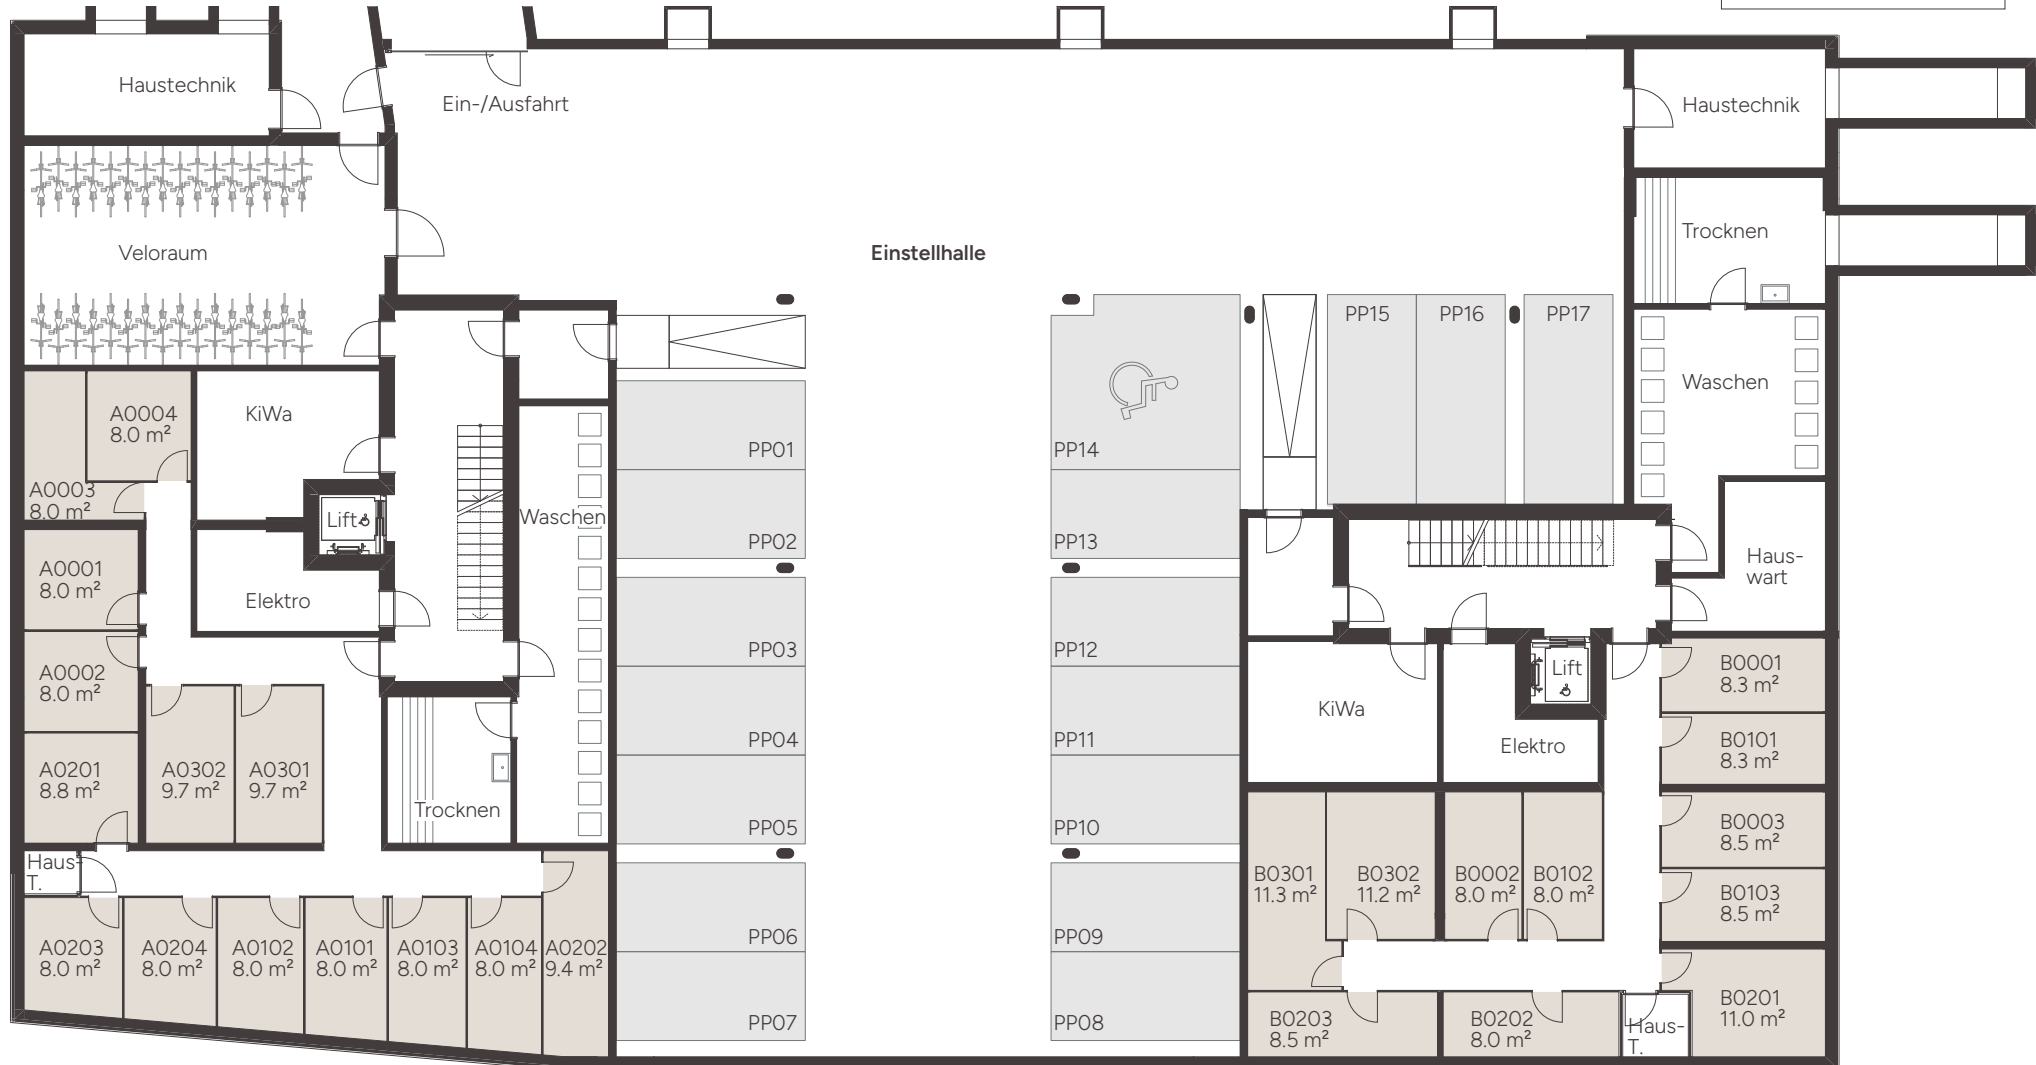 Haustechnik
Ein-/Ausfahrt
Haustechnik
Veloraum
Einstellhalle
Trocknen
PP15
PP16
PP17
Waschen
A0004
8.0 m²
KiWa
PP01
PP14
A0003
8.0 m²
Lift
Waschen
PP02
PP13
Haus-
wart
A0001
8.0 m²
Elektro
PP03
PP12
A0002
8.0 m²
Lift
B0001
8.3 m²
KiWa
PP04
PP11
Elektro
B0101
8.3 m²
A0201
8.8 m²
A0302
9.7 m²
A0301
9.7 m²
Trocknen
PP05
PP10
B0003
8.5 m²
Haus-
T.
B0301
11.3 m²
B0302
11.2 m²
B0002
8.0 m²
B0102
8.0 m²
B0103
8.5 m²
A0203
8.0 m²
A0204
8.0 m²
A0102
8.0 m²
A0101
8.0 m²
A0103
8.0 m²
A0104
8.0 m²
A0202
9.4 m²
PP06
PP09
PP07
PP08
B0203
8.5 m²
B0202
8.0 m²
Haus-
T.
B0201
11.0 m²